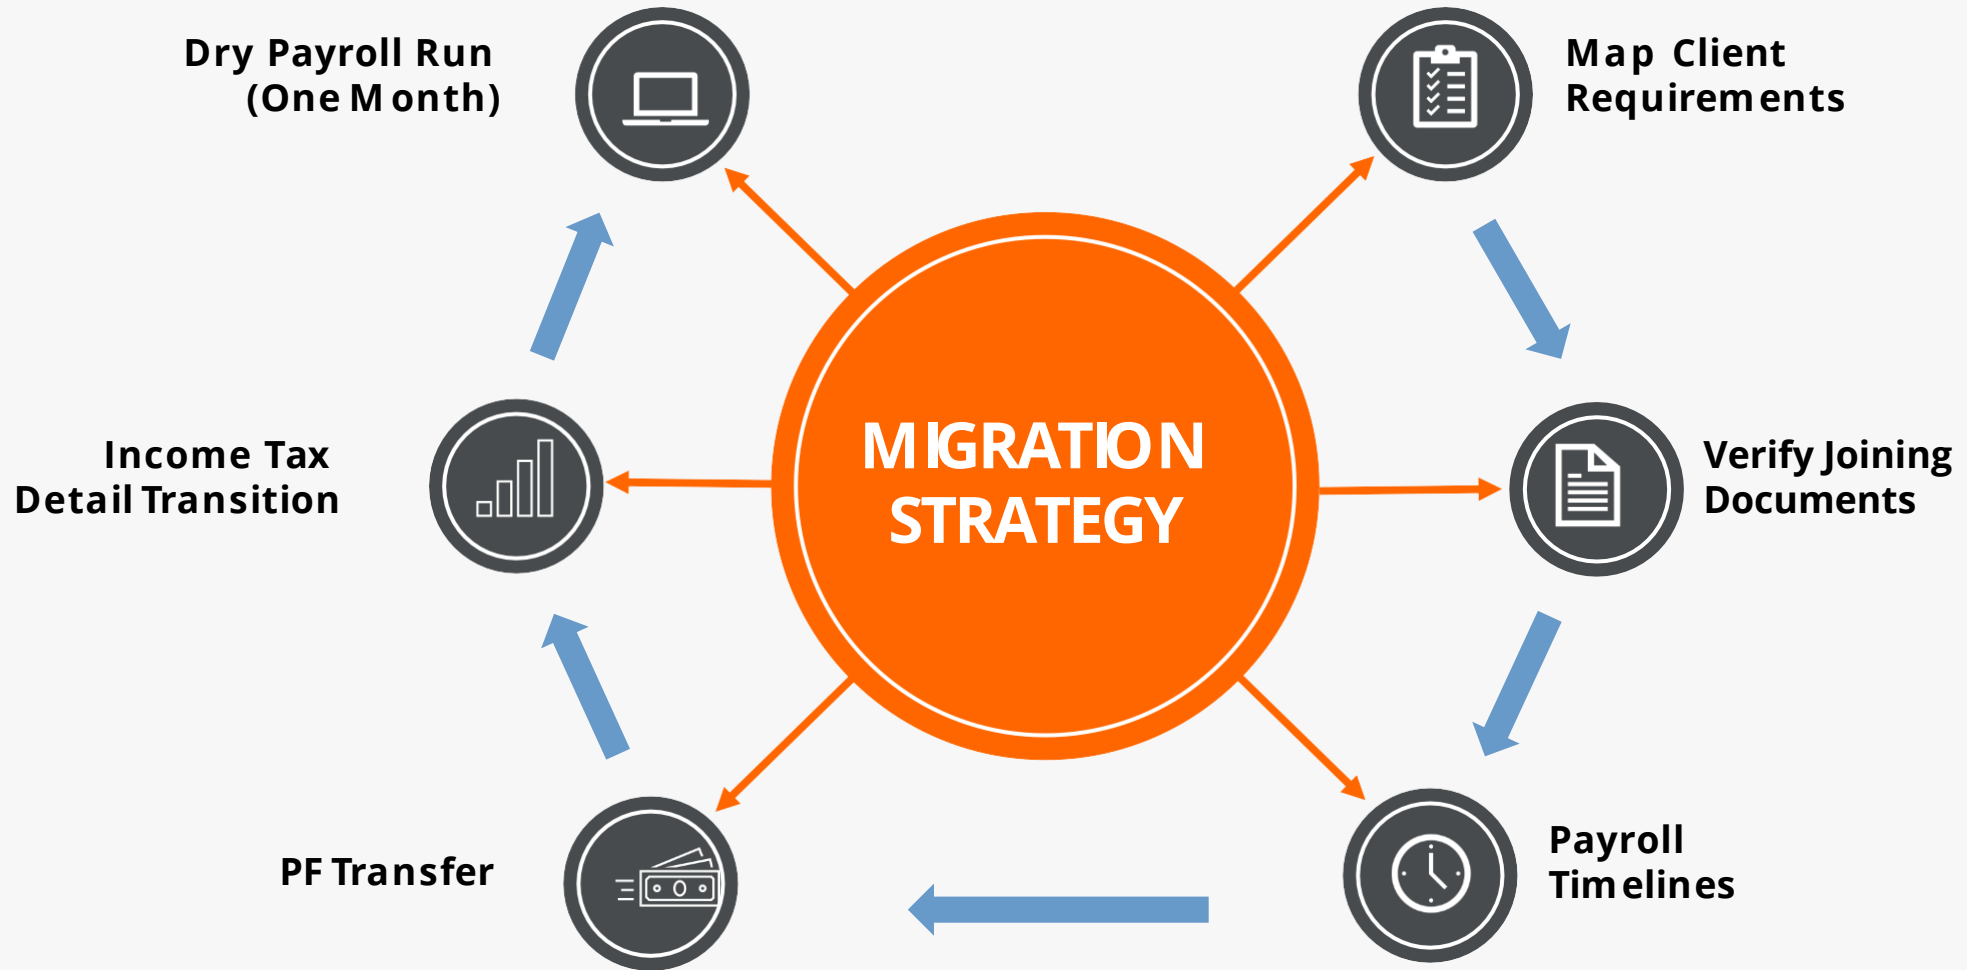 Dry Payroll Run
(One Month)
Map Client
Requirements
MIGRATION
STRATEGY
Income Tax
Detail Transition
Verify Joining
Documents
PF Transfer
Payroll
Timelines